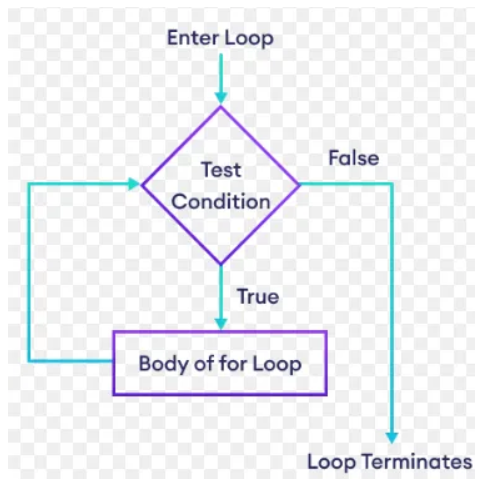 Enter Loop
Test
Condition
False
True
Body of for Loop
Loop Terminates